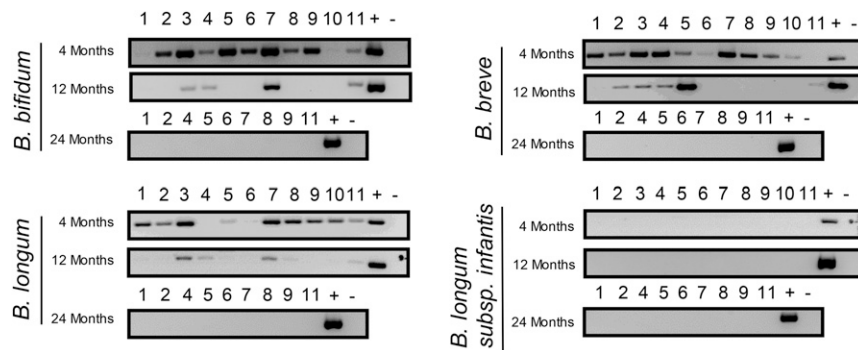 B. bifidum
1 2 3 4 5 6 7 8 9 10 11 + -
4 Months
12 Months
1 2 4 5 6 7 8 9 11 + -
24 Months
B. breve
1 2 3 4 5 6 7 8 9 10 11 + -
4 Months
12 Months
1 2 4 5 6 7 8 9 11 + -
24 Months
B. longum
1 2 3 4 5 6 7 8 9 10 11 + -
4 Months
12 Months
1 2 4 5 6 7 8 9 11 + -
24 Months
B. longum
subsp. infantis
1 2 3 4 5 6 7 8 9 10 11 + -
4 Months
12 Months
1 2 4 5 6 7 8 9 11 + -
24 Months